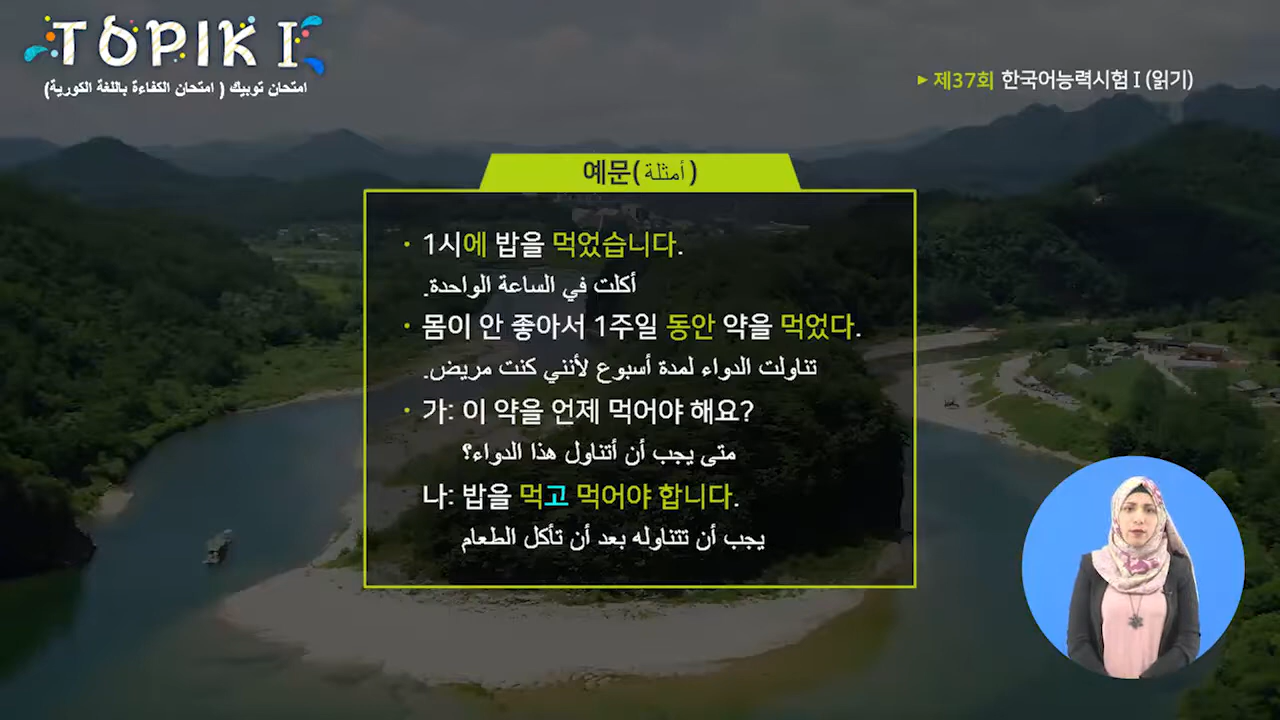 TOPIK I
امتحان توبيك ( امتحان الكفاءة باللغة الكورية)
▸ 제37회 한국어능력시험 I (읽기)
예문(أمثلة)
· 1시에 밥을 먹었습니다.
أكلت في الساعة الواحدة.
· 몸이 안 좋아서 1주일 동안 약을 먹었다.
تناولت الدواء لمدة أسبوع لأنني كنت مريض.
· 가: 이 약을 언제 먹어야 해요?
متى يجب أن أتناول هذا الدواء؟
나: 밥을 먹고 먹어야 합니다.
يجب أن تتناوله بعد أن تأكل الطعام